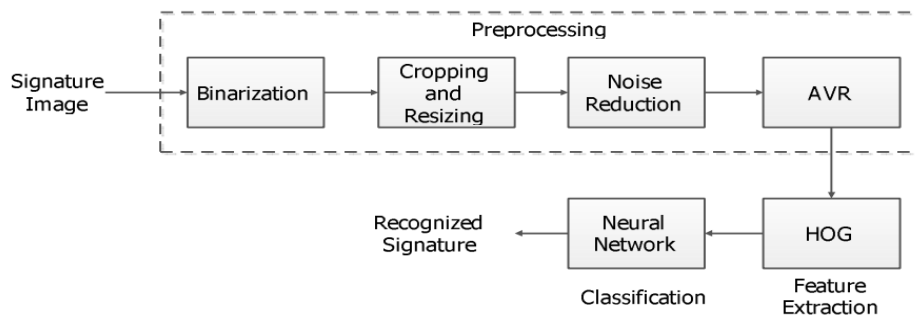 Preprocessing
Signature
Image
Binarization
Cropping
and
Resizing
Noise
Reduction
AVR
Recognized
Signature
Neural
Network
HOG
Classification
Feature
Extraction